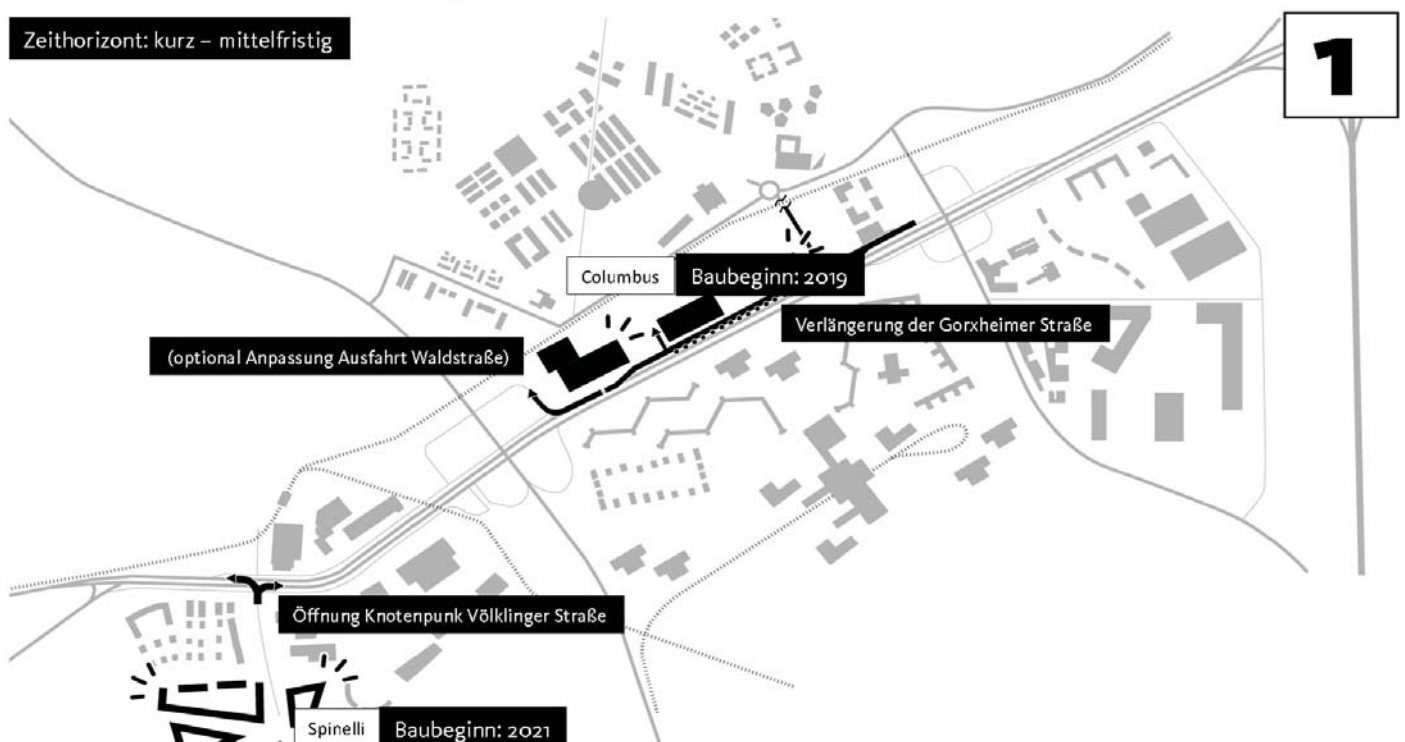 Zeithorizont: kurz – mittelfristig
1
Columbus
Baubeginn: 2019
Verlängerung der Gorxheimer Straße
(optional Anpassung Ausfahrt Waldstraße)
Öffnung Knotenpunk Völklinger Straße
Spinelli
Baubeginn: 2021